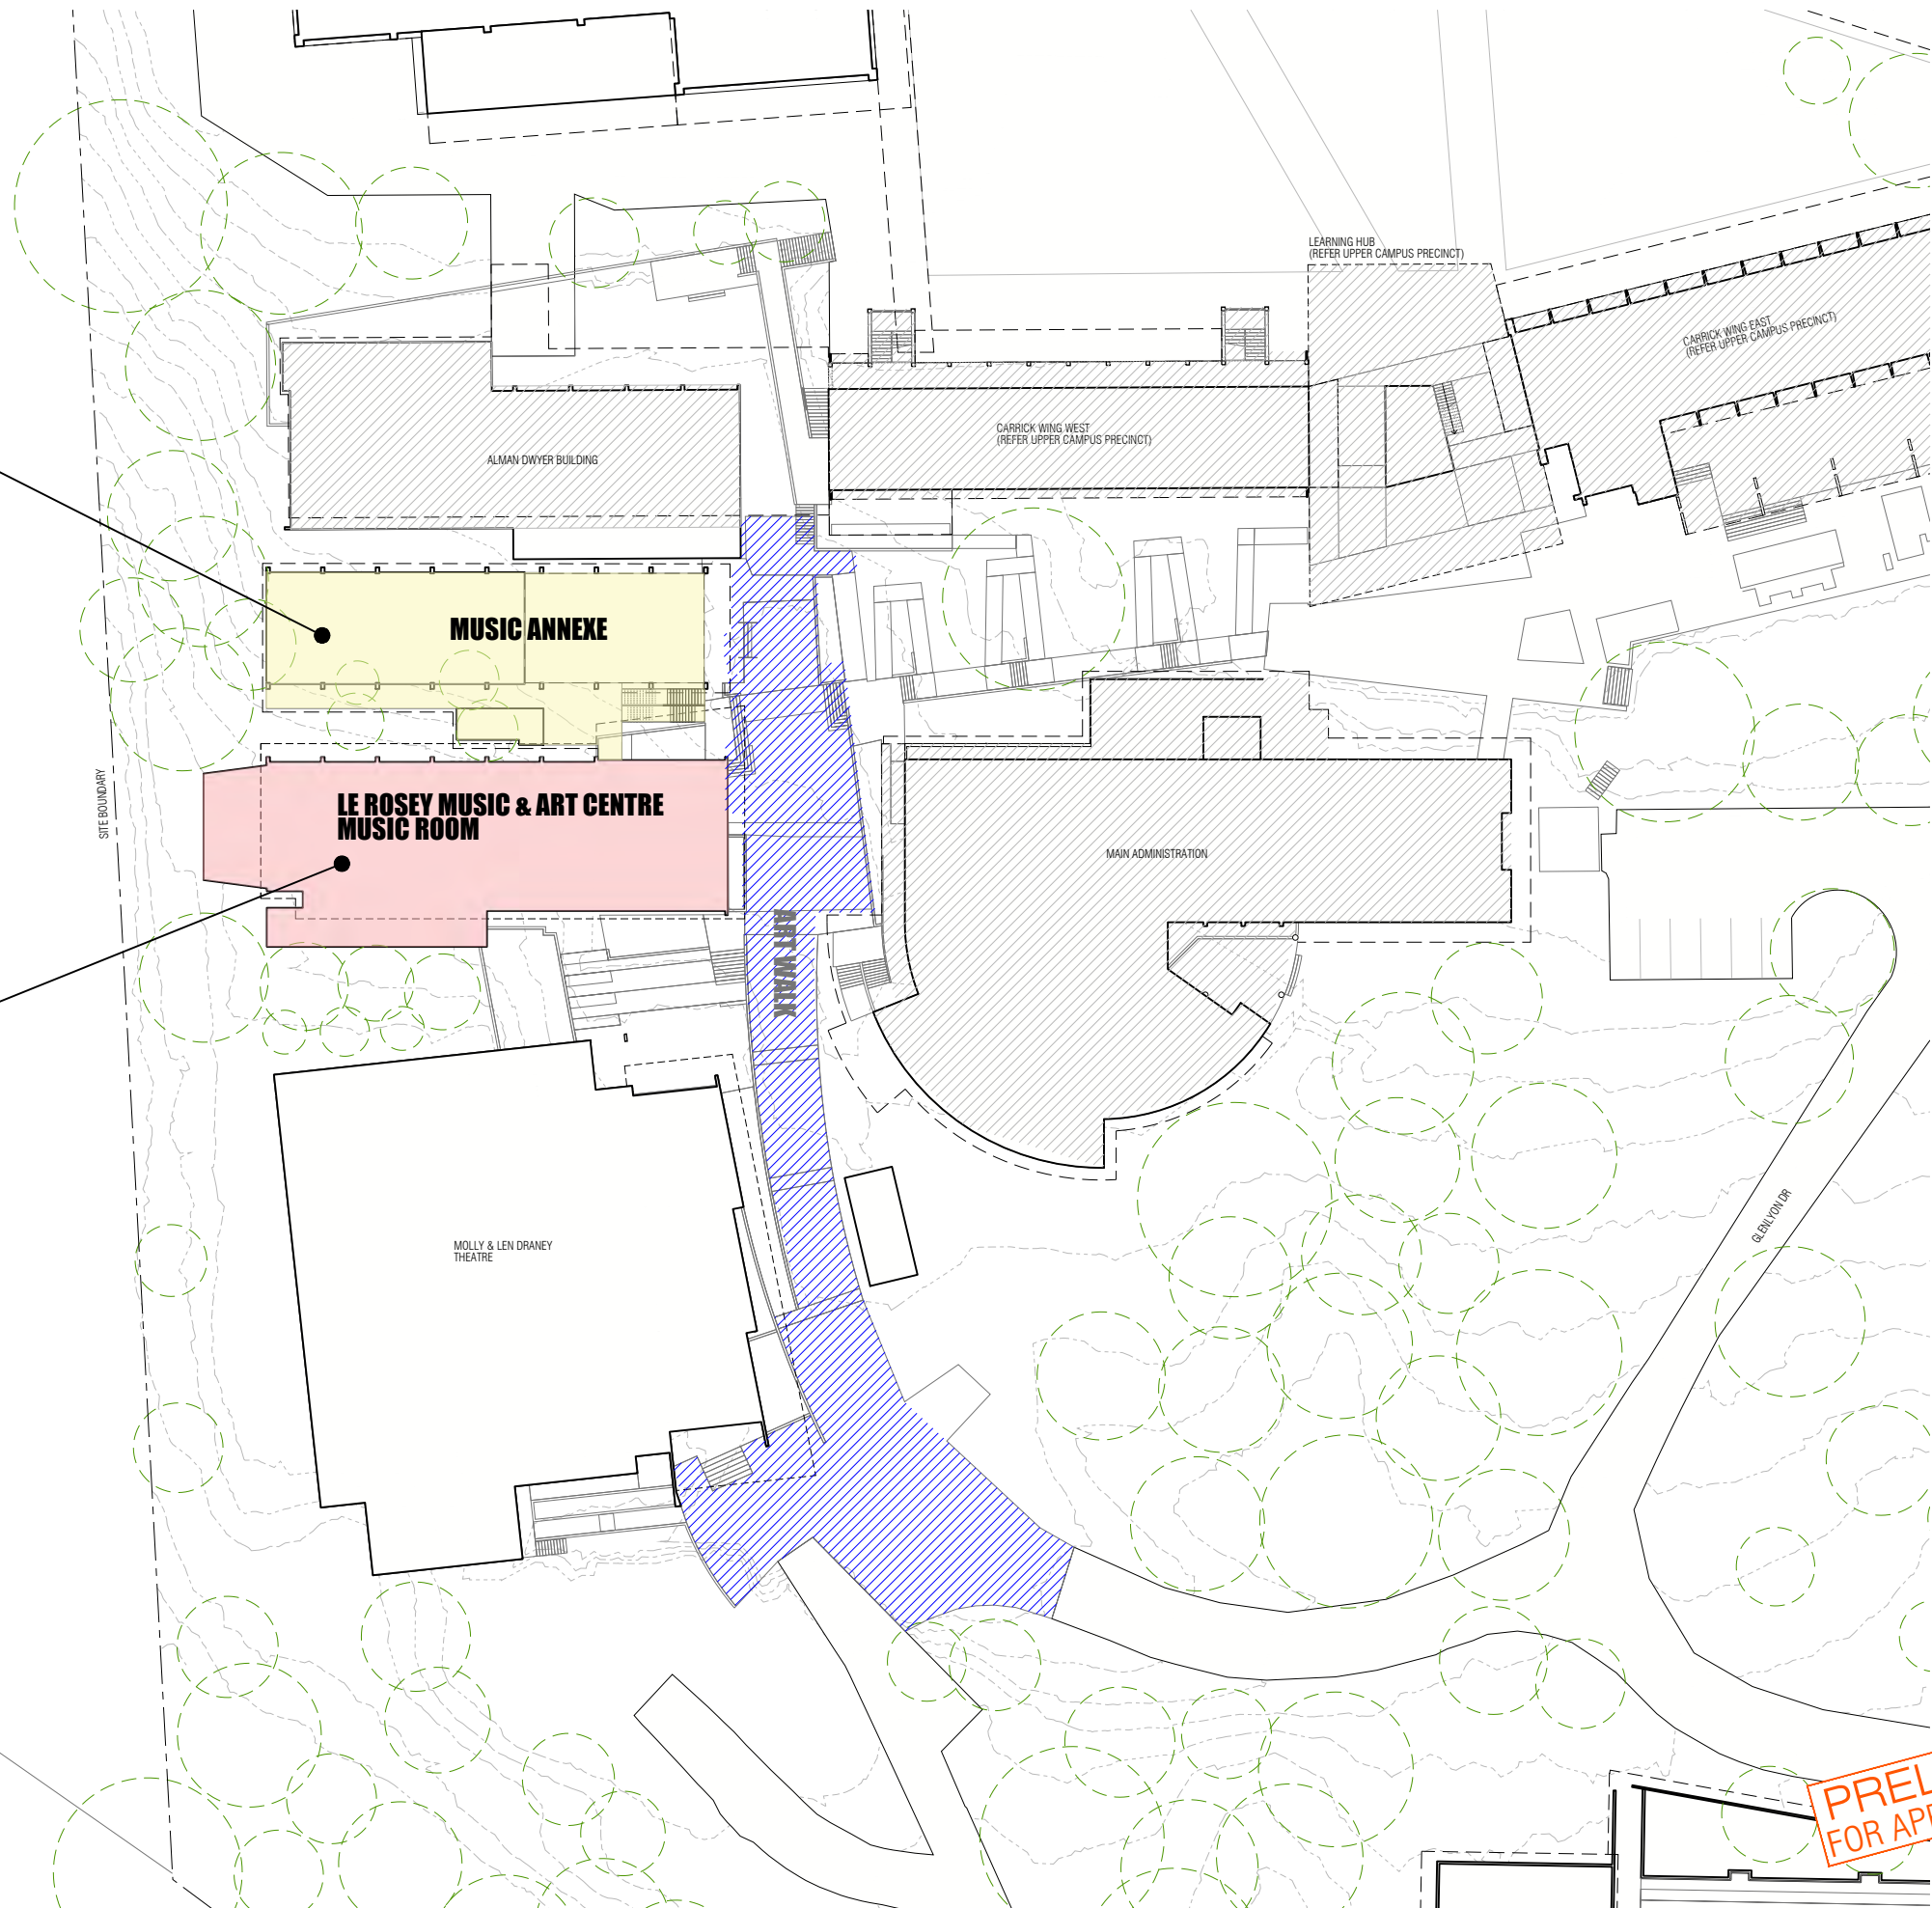 LEARNING HUB
(REFER UPPER CAMPUS PRECINCT)
CARRICK WING EAST
(REFER UPPER CAMPUS PRECINCT)
CARRICK WING WEST
(REFER UPPER CAMPUS PRECINCT)
ALMAN DWYER BUILDING
MUSIC ANNEXE
SITE BOUNDARY
LE ROSEY MUSIC & ART CENTRE
MUSIC ROOM
MAIN ADMINISTRATION
ART WALK
MOLLY & LEN DRANEY
THEATRE
GLENLYON DR
PREL
FOR AP